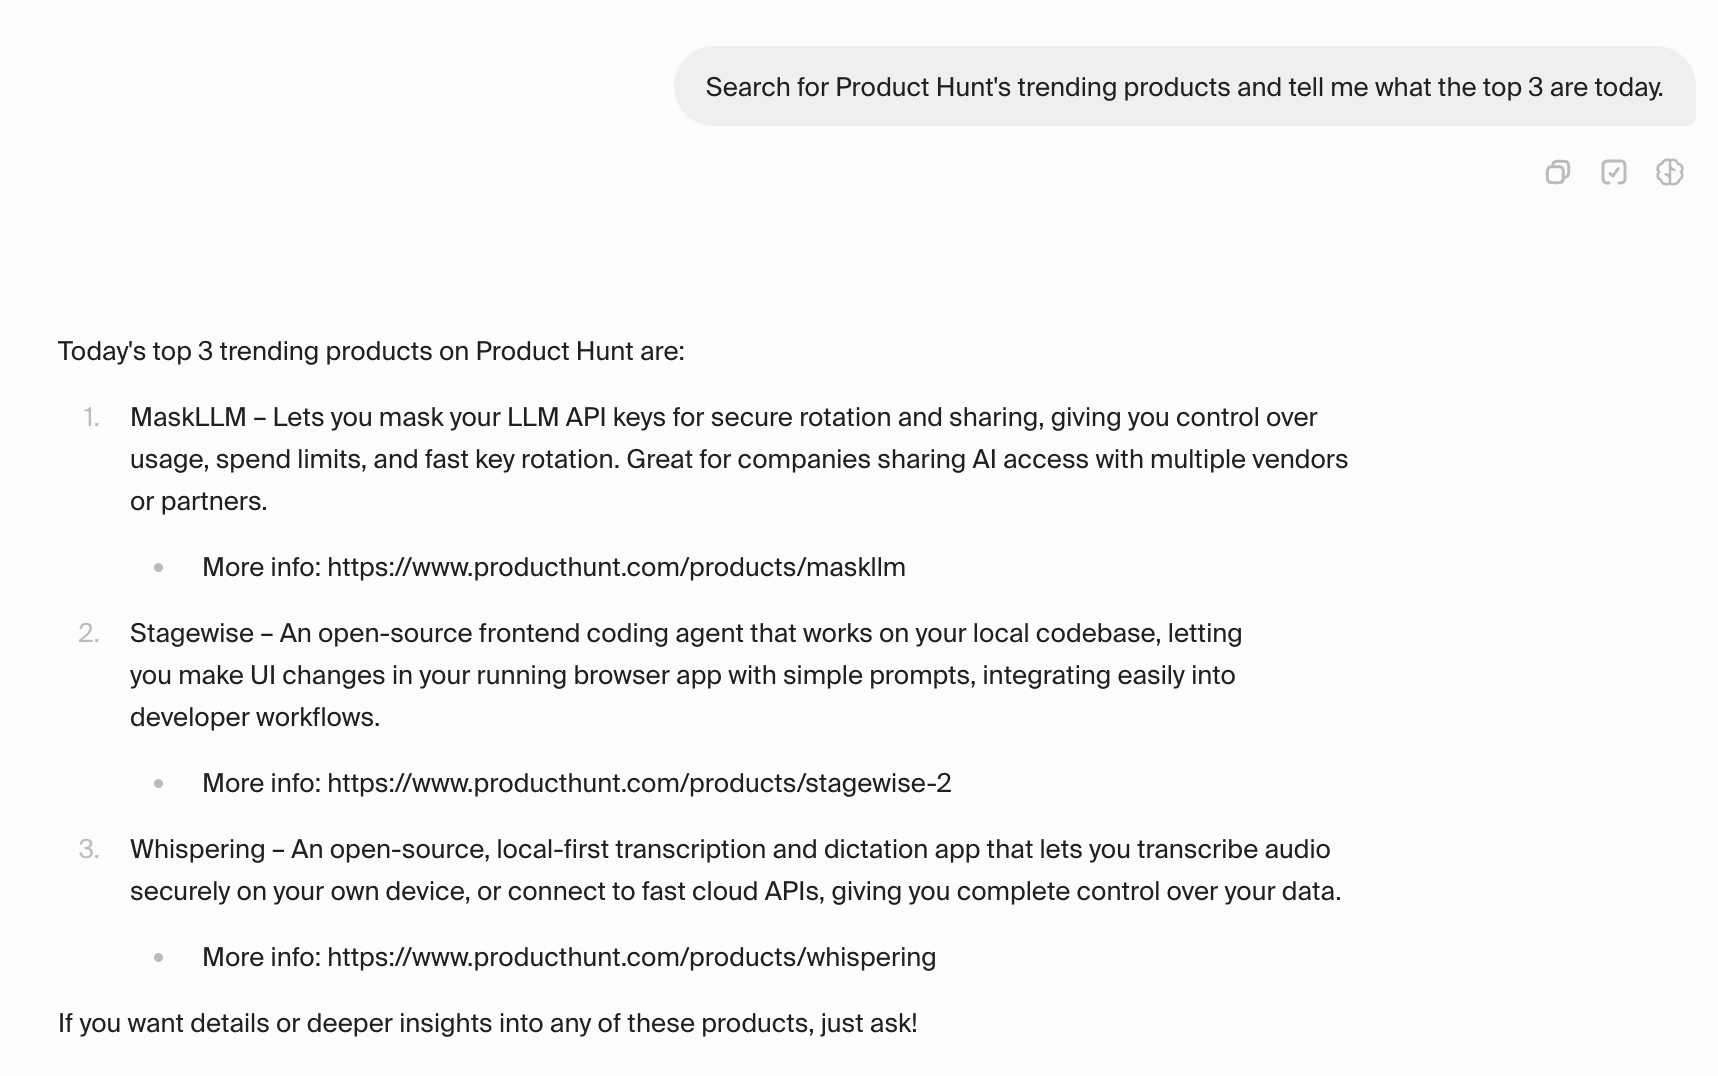 Search for Product Hunt's trending products and tell me what the top 3 are today.
Today's top 3 trending products on Product Hunt are:
1. MaskLLM – Lets you mask your LLM API keys for secure rotation and sharing, giving you control over
usage, spend limits, and fast key rotation. Great for companies sharing AI access with multiple vendors
or partners.
• More info: https://www.producthunt.com/products/maskllm
2. Stagewise – An open-source frontend coding agent that works on your local codebase, letting
you make UI changes in your running browser app with simple prompts, integrating easily into
developer workflows.
• More info: https://www.producthunt.com/products/stagewise-2
3. Whispering – An open-source, local-first transcription and dictation app that lets you transcribe audio
securely on your own device, or connect to fast cloud APIs, giving you complete control over your data.
• More info: https://www.producthunt.com/products/whispering
If you want details or deeper insights into any of these products, just ask!